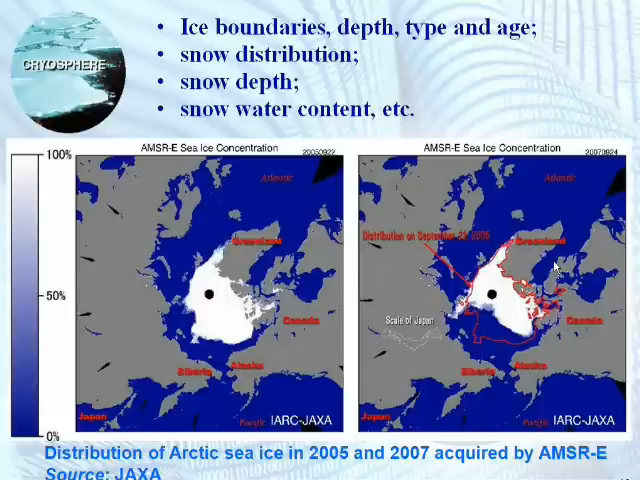 CRYOSPHERE
• Ice boundaries, depth, type and age;
• snow distribution;
• snow depth;
• snow water content, etc.
AMSR-E Sea Ice Concentration
20050922
100%
50%
0%
Atlantic
Greenland
Canada
Alaska
Siberia
Japan
Pacific
IARC-JAXA
AMSR-E Sea Ice Concentration
20070924
Atlantic
Distribution on September 22 2005
Greenland
Scale of Japan
Canada
Alaska
Siberia
Japan
Pacific
IARC-JAXA
Distribution of Arctic sea ice in 2005 and 2007 acquired by AMSR-E
Source: JAXA